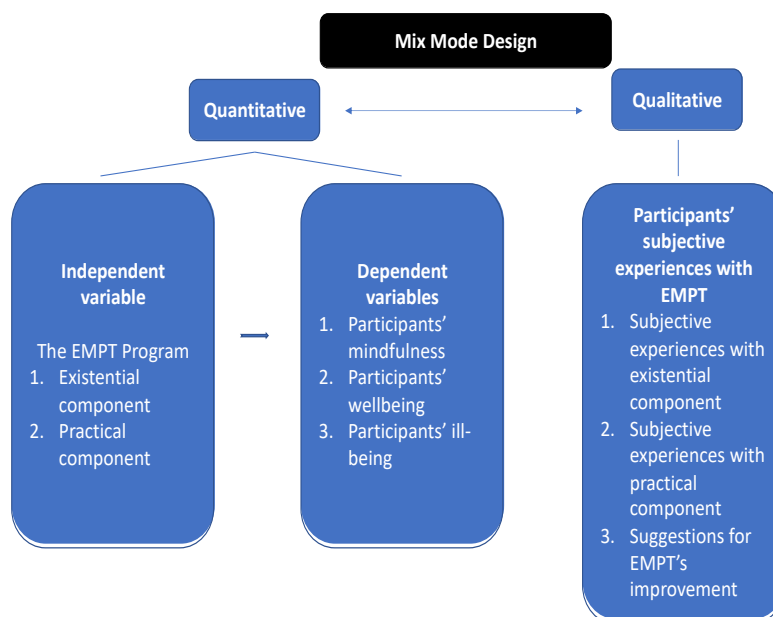 Mix Mode Design
Quantitative
Qualitative
Independent
variable
The EMPT Program
1. Existential
component
2. Practical
component
Dependent
variables
1. Participants’
mindfulness
2. Participants’
wellbeing
3. Participants’ ill-
being
Participants’
subjective
experiences with
EMPT
1. Subjective
experiences with
existential
component
2. Subjective
experiences with
practical
component
3. Suggestions for
EMPT’s
improvement